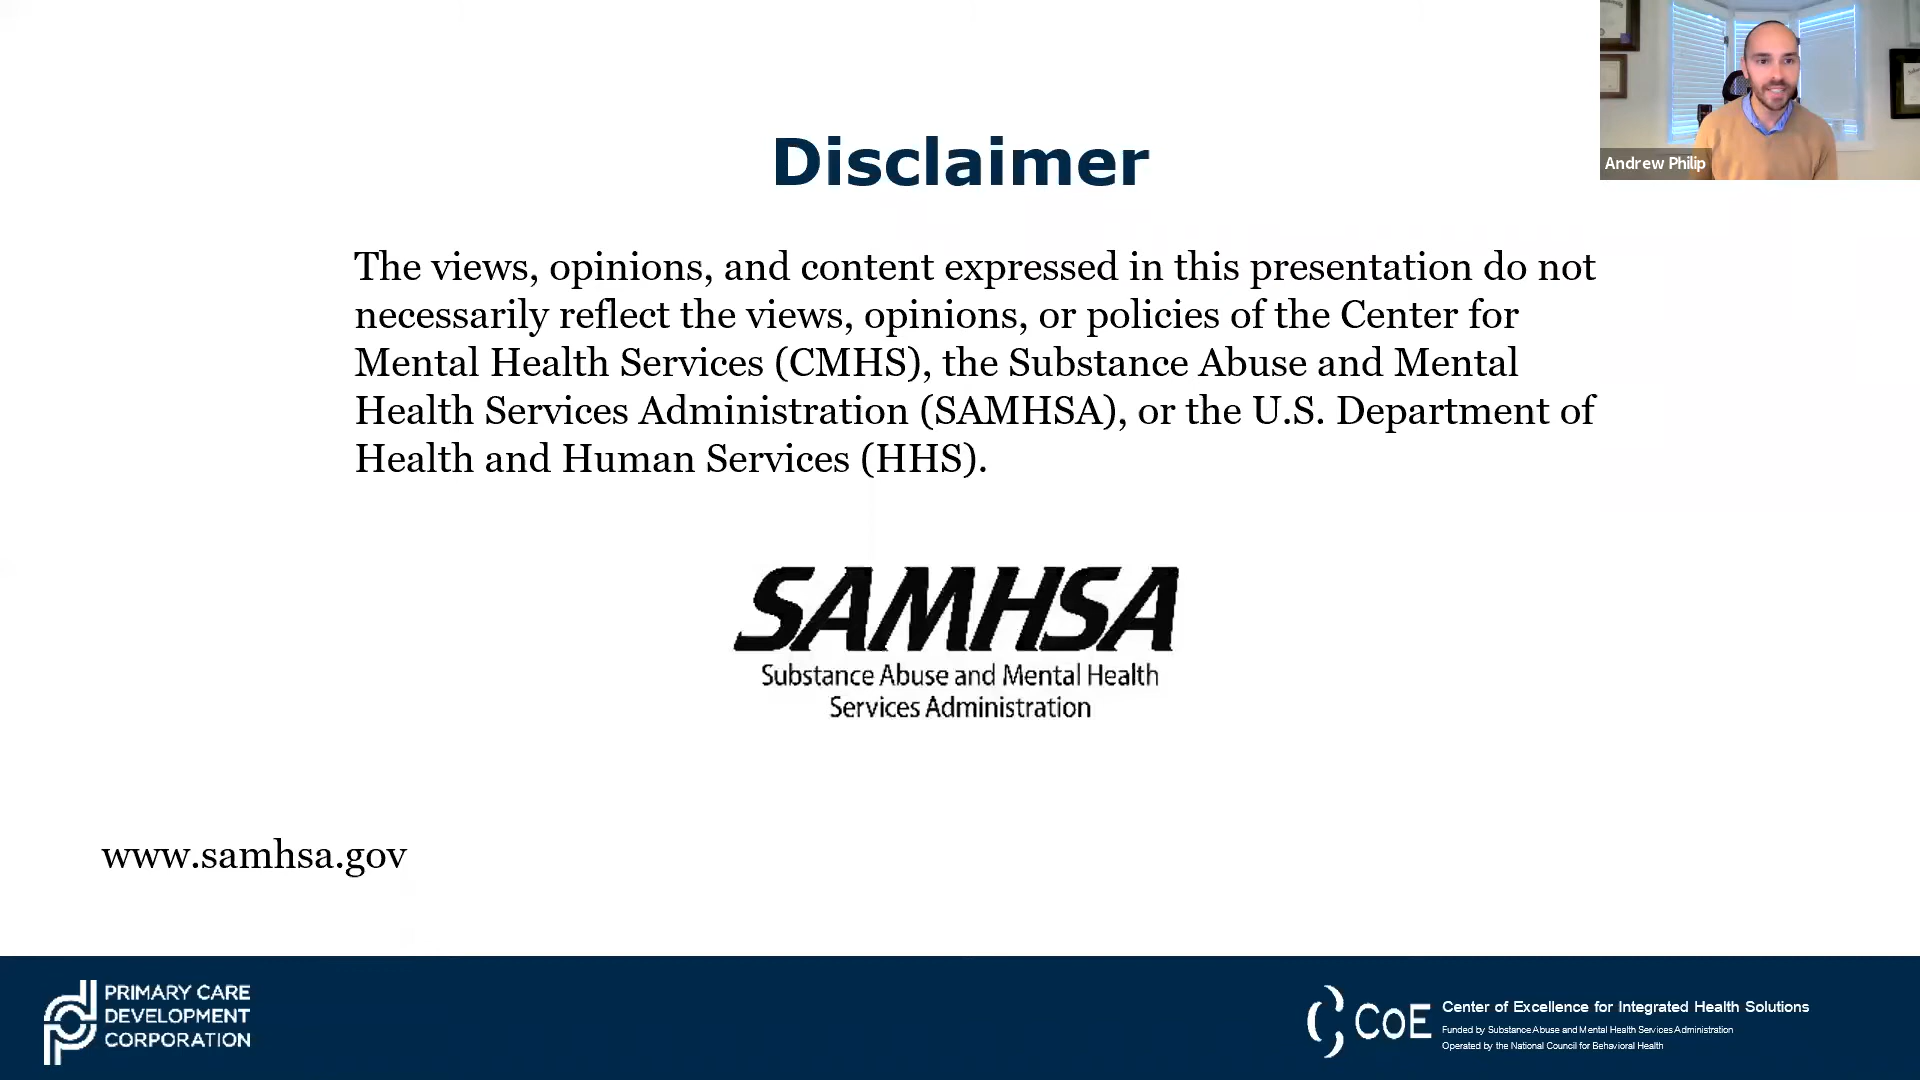 Disclaimer
Andrew Philip
The views, opinions, and content expressed in this presentation do not
necessarily reflect the views, opinions, or policies of the Center for
Mental Health Services (CMHS), the Substance Abuse and Mental
Health Services Administration (SAMHSA), or the U.S. Department of
Health and Human Services (HHS).
SAMHSA
Substance Abuse and Mental Health
Services Administration
www.samhsa.gov
PRIMARY CARE
DEVELOPMENT
CORPORATION
CoE
Center of Excellence for Integrated Health Solutions
Funded by Substance Abuse and Mental Health Services Administration
Operated by the National Council for Behavioral Health